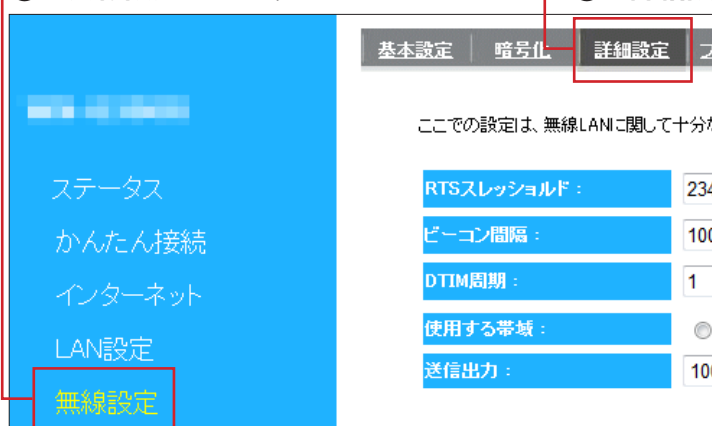 基本設定
暗号化
詳細設定
ここでの設定は、無線LANに関して十分
ステータス
かんたん接続
インターネット
LAN設定
無線設定
RTSスレッショルド：
234
ビーコン間隔：
100
DTIM周期：
1
使用する帯域：
送信出力：
100